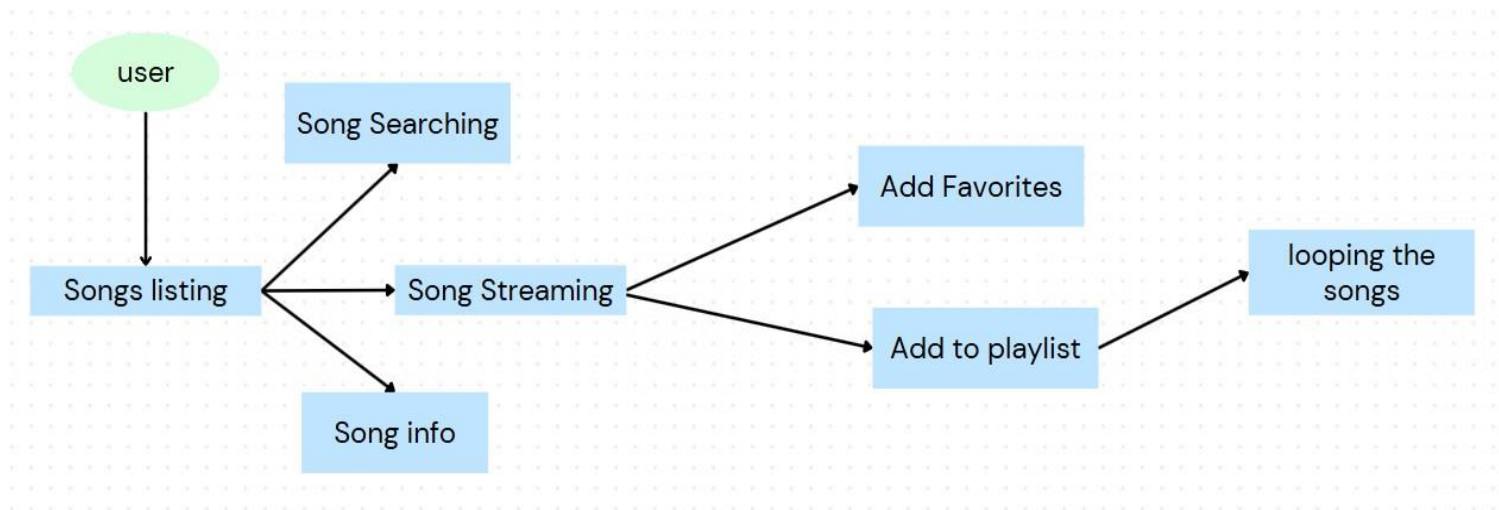 user
Song Searching
Songs listing
Song Streaming
Song info
Add Favorites
Add to playlist
looping the
songs